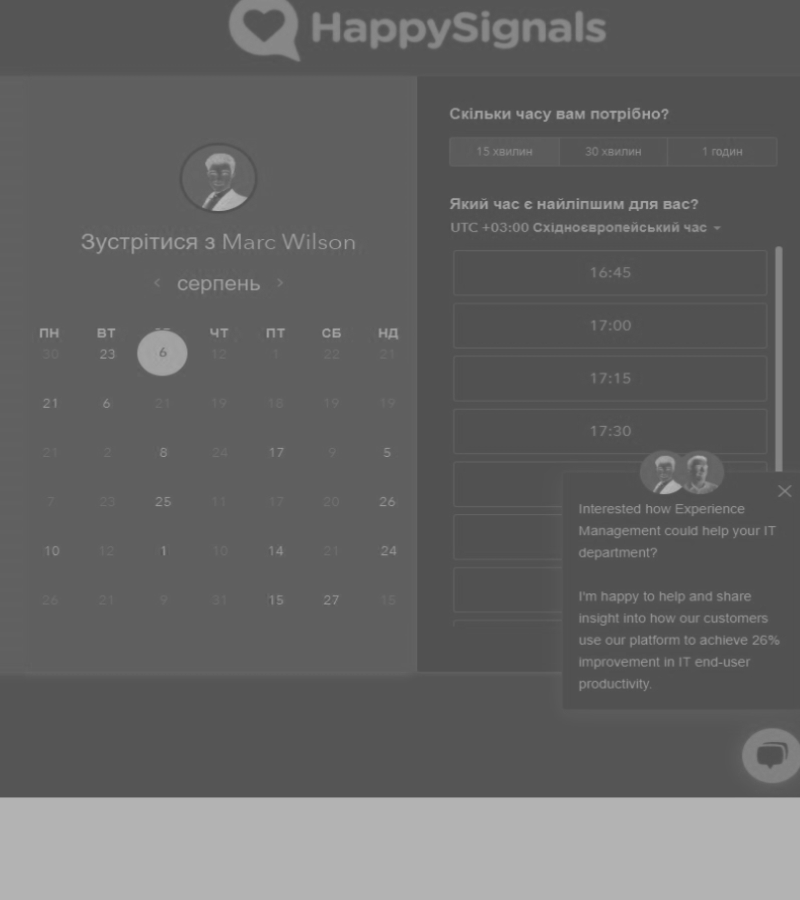 HappySignals
Зустрітися з Marc Wilson
серпень
ПН ВТ ЧТ ПТ СБ НД
30 23 6 12 1 22 21
21 6 21 19 18 19 19
21 2 8 24 17 9 5
7 23 25 11 17 20 26
10 12 1 10 14 21 24
26 21 9 31 15 27 15
Скільки часу вам потрібно?
15 хвилин 30 хвилин 1 годин
Який час є найліпшим для вас?
UTC +03:00 Східноєвропейський час
16:45
17:00
17:15
17:30
Interested how Experience
Management could help your IT
department?
I'm happy to help and share
insight into how our customers
use our platform to achieve 26%
improvement in IT end-user
productivity.